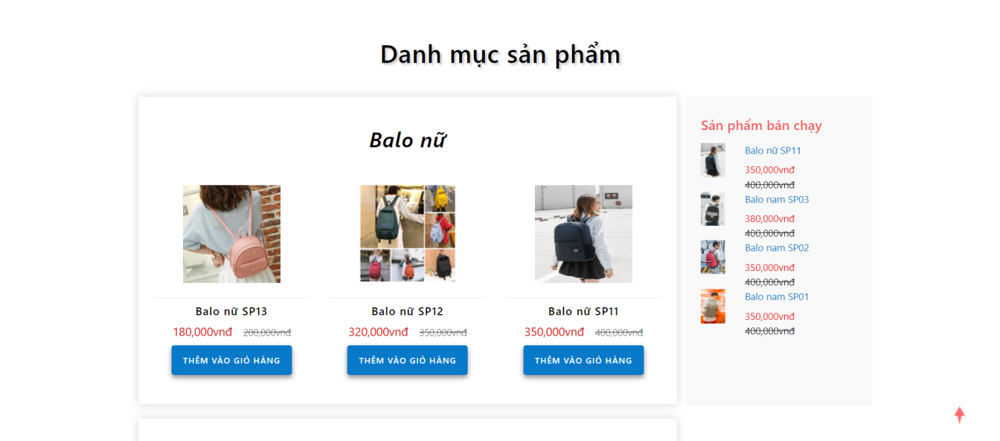 Danh mục sản phẩm
Balo nữ
Balo nữ SP13
180,000vnđ 200,000vnđ
THÊM VÀO GIỎ HÀNG
Balo nữ SP12
320,000vnđ 350,000vnđ
THÊM VÀO GIỎ HÀNG
Balo nữ SP11
350,000vnđ 400,000vnđ
THÊM VÀO GIỎ HÀNG
Sản phẩm bán chạy
Balo nữ SP11
350,000vnđ
400,000vnđ
Balo nam SP03
380,000vnđ
400,000vnđ
Balo nam SP02
350,000vnđ
400,000vnđ
Balo nam SP01
350,000vnđ
400,000vnđ